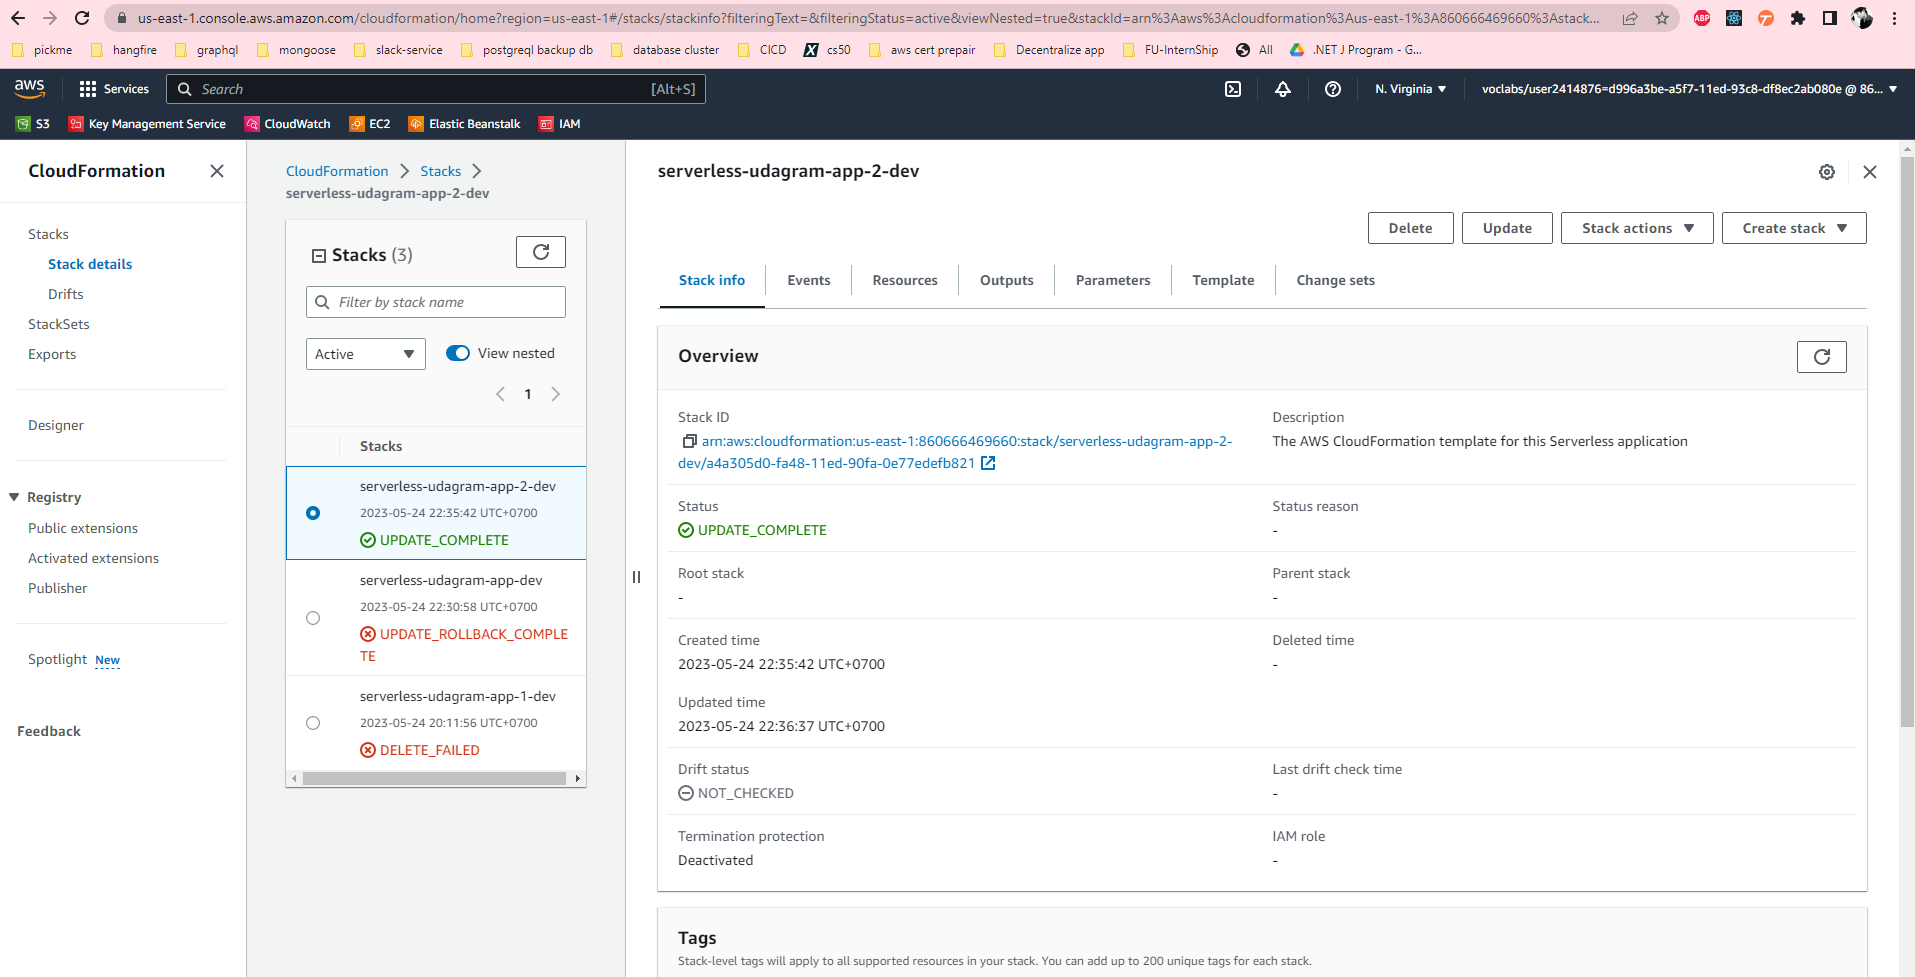 us-east-1.console.aws.amazon.com/cloudformation/home?region=us-east-1#/stacks/stackinfo?filteringText=&filteringStatus=active&viewNested=true&stackId=arn%3Aaws%3Acloudformation%3Aus-east-1%3A860666469660%3Astack...
ABP
pickme hangfire graphql mongoose slack-service postgreql backup db database cluster CICD cs50 aws cert prepair Decentralize app FU-InternShip All .NET J Program - G...
aws Services Search [Alt+S] N. Virginia voclabs/user2414876=d996a3be-a5f7-11ed-93c8-df8ec2ab080e @ 86...
S3 Key Management Service CloudWatch EC2 Elastic Beanstalk IAM
CloudFormation
Stacks
Stack details
Drifts
StackSets
Exports
Designer
Registry
Public extensions
Activated extensions
Publisher
Spotlight New
Feedback
CloudFormation Stacks
serverless-udagram-app-2-dev
Stacks (3)
Filter by stack name
Active View nested
1
Stacks
serverless-udagram-app-2-dev
2023-05-24 22:35:42 UTC+0700
UPDATE_COMPLETE
serverless-udagram-app-dev
2023-05-24 22:30:58 UTC+0700
UPDATE_ROLLBACK_COMPLE
TE
serverless-udagram-app-1-dev
2023-05-24 20:11:56 UTC+0700
DELETE_FAILED
serverless-udagram-app-2-dev
Delete Update Stack actions Create stack
Stack info Events Resources Outputs Parameters Template Change sets
Overview
Stack ID
arn:aws:cloudformation:us-east-1:860666469660:stack/serverless-udagram-app-2-
dev/a4a305d0-fa48-11ed-90fa-0e77edefb821
Description
The AWS CloudFormation template for this Serverless application
Status
UPDATE_COMPLETE
Status reason
-
Root stack
-
Parent stack
-
Created time
2023-05-24 22:35:42 UTC+0700
Deleted time
-
Updated time
2023-05-24 22:36:37 UTC+0700
Drift status
NOT_CHECKED
Last drift check time
-
Termination protection
Deactivated
IAM role
-
Tags
Stack-level tags will apply to all supported resources in your stack. You can add up to 200 unique tags for each stack.